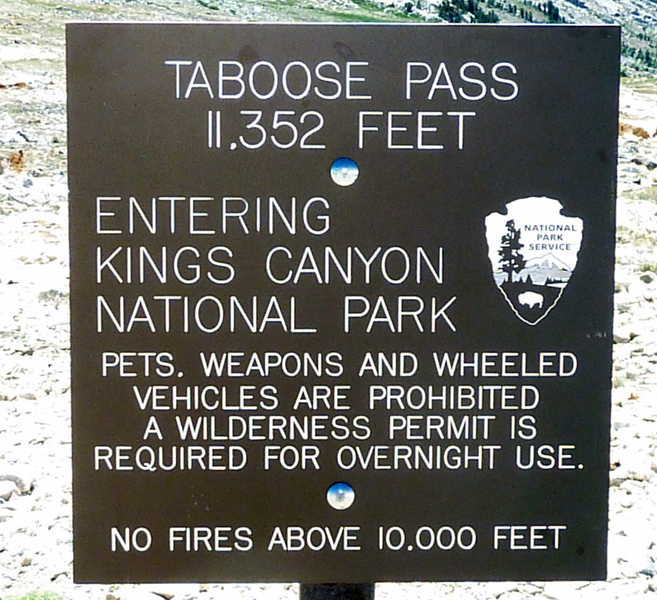 TABOOSE PASS
11,352 FEET
ENTERING
KINGS CANYON
NATIONAL PARK
NATIONAL
PARK
SERVICE
PETS, WEAPONS AND WHEELED
VEHICLES ARE PROHIBITED
A WILDERNESS PERMIT IS
REQUIRED FOR OVERNIGHT USE.
NO FIRES ABOVE 10,000 FEET